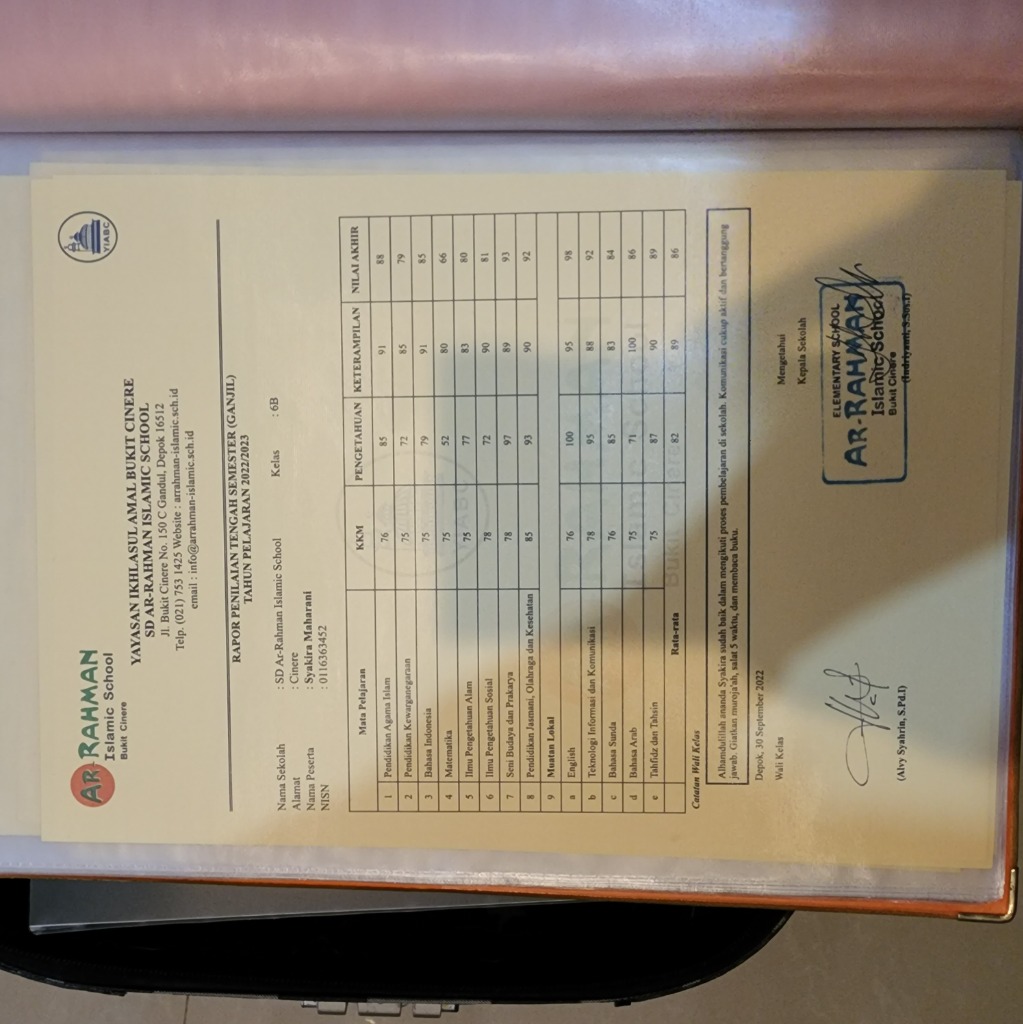 AR-RAHMAN
Islamic School
Bukit Cinere
YIABC
YAYASAN IKHLASUL AMAL BUKIT CINERE
SD AR-RAHMAN ISLAMIC SCHOOL
Jl. Bukit Cinere No. 150 C Gandul, Depok 16512
Telp. (021) 753 1425 Website : arrahman-islamic.sch.id
email : info@arrahman-islamic.sch.id
RAPOR PENILAIAN TENGAH SEMESTER (GANJIL)
TAHUN PELAJARAN 2022/2023
Nama Sekolah : SD Ar-Rahman Islamic School Kelas : 6B
Alamat : Cinere
Nama Peserta : Syakira Maharani
NISN : 0116363452
Mata Pelajaran KKM PENGETAHUAN KETERAMPILAN NILAI AKHIR
1 Pendidikan Agama Islam 76 85 91 88
2 Pendidikan Kewarganegaraan 75 72 85 79
3 Bahasa Indonesia 75 79 91 85
4 Matematika 75 52 80 66
5 Ilmu Pengetahuan Alam 75 77 83 80
6 Ilmu Pengetahuan Sosial 78 72 90 81
7 Seni Budaya dan Prakarya 78 97 89 93
8 Pendidikan Jasmani, Olahraga dan Kesehatan 85 93 90 92
9 Muatan Lokal
a English 76 100 95 98
b Teknologi Informasi dan Komunikasi 78 95 88 92
c Bahasa Sunda 76 85 83 84
d Bahasa Arab 75 71 100 86
e Tahfidz dan Tahsin 75 87 90 89
Rata-rata 82 89 86
Catatan Wali Kelas
Alhamdulillah ananda Syakira sudah baik dalam mengikuti proses pembelajaran di sekolah. Komunikasi cukup aktif dan bertanggung
jawab. Giatkan muroja'ah, salat 5 waktu, dan membaca buku.
Depok, 30 September 2022
Mengetahui
Wali Kelas Kepala Sekolah
ELEMENTARY SCHOOL
AR-RAHMAN
Islamic School
Bukit Cinere
(Alvy Syahrin, S.Pd.I) (Indriyani, S.Sos.I)